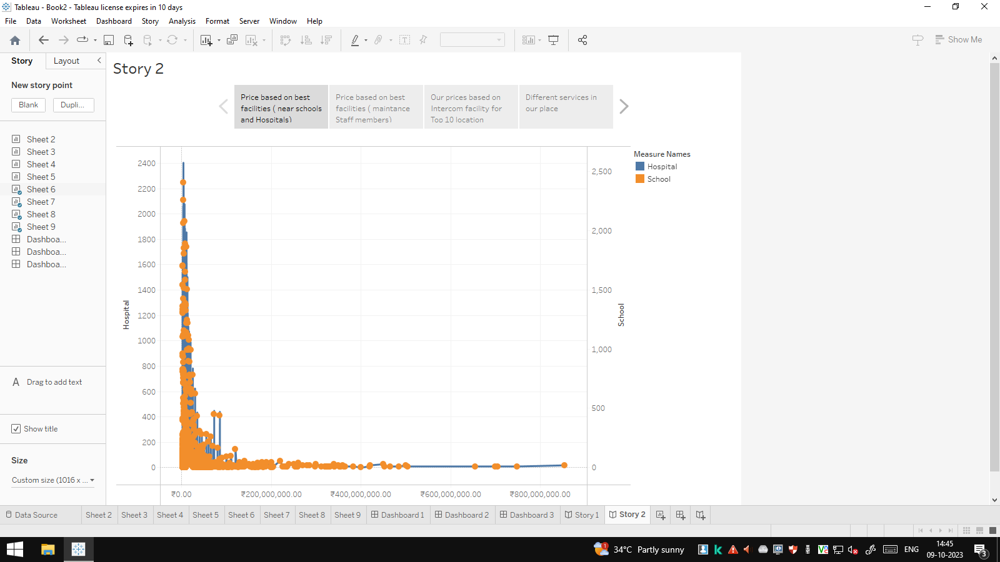 Tableau - Book2 - Tableau license expires in 10 days
File Data Worksheet Dashboard Story Analysis Format Server Window Help
Show Me
Story Layout
New story point
Blank Dupli...
Sheet 2
Sheet 3
Sheet 4
Sheet 5
Sheet 6
Sheet 7
Sheet 8
Sheet 9
Dashboa...
Dashboa...
Dashboa...
A Drag to add text
Show title
Size
Custom size (1016 x ...
Story 2
Price based on best
facilities ( near schools
and Hospitals)
Price based on best
facilities ( maintance
Staff members)
Our prices based on
Intercom facility for
Top 10 location
Different services in
our place
2400
2200
2000
1800
1600
1400
1200
1000
800
600
400
200
0
Hospital
2,500
2,000
1,500
1,000
500
0
School
₹0.00 ₹200,000,000.00 ₹400,000,000.00 ₹600,000,000.00 ₹800,000,000.00
Measure Names
Hospital
School
Data Source Sheet 2 Sheet 3 Sheet 4 Sheet 5 Sheet 6 Sheet 7 Sheet 8 Sheet 9 Dashboard 1 Dashboard 2 Dashboard 3 Story 1 Story 2
1 34°C Partly sunny ENG 14:45
09-10-2023
3